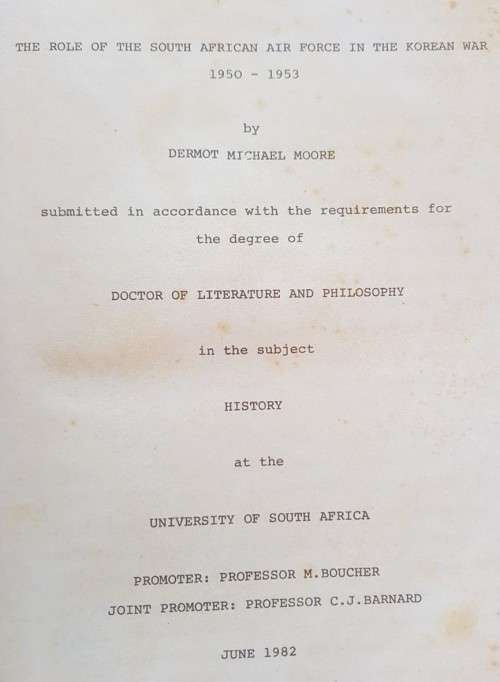 THE ROLE OF THE SOUTH AFRICAN AIR FORCE IN THE KOREAN WAR
1950 - 1953
by
DERMOT MICHAEL MOORE
submitted in accordance with the requirements for
the degree of
DOCTOR OF LITERATURE AND PHILOSOPHY
in the subject
HISTORY
at the
UNIVERSITY OF SOUTH AFRICA
PROMOTER: PROFESSOR M.BOUCHER
JOINT PROMOTER: PROFESSOR C.J.BARNARD
JUNE 1982